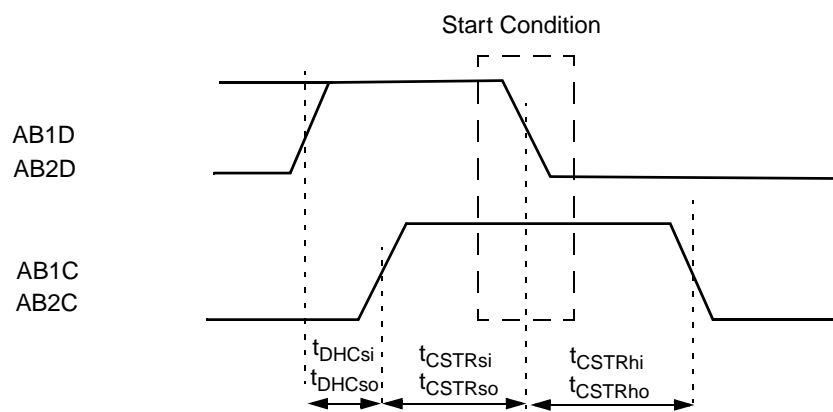 Start Condition
AB1D
AB2D
AB1C
AB2C
tDHCsi
tDHCso
tCSTRsi
tCSTRso
tCSTRhi
tCSTRho